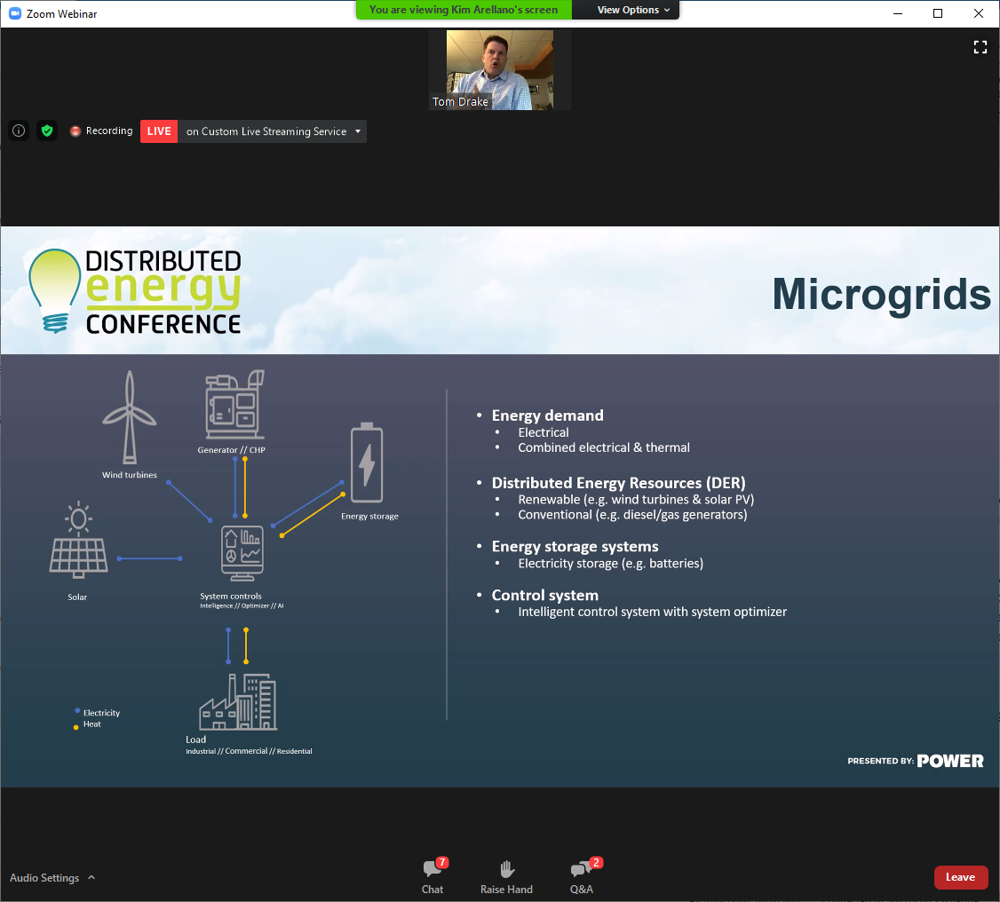 Zoom Webinar
You are viewing Kim Arellano's screen
View Options
Tom Drake
Recording
LIVE
on Custom Live Streaming Service
DISTRIBUTED
energy
CONFERENCE
Microgrids
Wind turbines
Generator // CHP
Energy storage
Solar
System controls
Intelligence // Optimizer // AI
Electricity
Heat
Load
Industrial // Commercial // Residential
• Energy demand
• Electrical
• Combined electrical & thermal
• Distributed Energy Resources (DER)
• Renewable (e.g. wind turbines & solar PV)
• Conventional (e.g. diesel/gas generators)
• Energy storage systems
• Electricity storage (e.g. batteries)
• Control system
• Intelligent control system with system optimizer
PRESENTED BY: POWER
Audio Settings
7
Chat
Raise Hand
2
Q&A
Leave